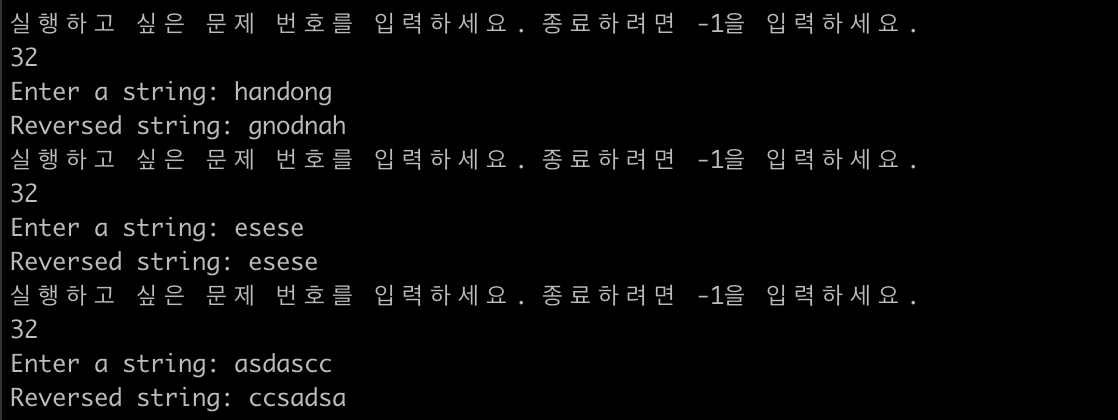 실행하고 싶은 문제 번호를 입력하세요. 종료하려면 -1을 입력하세요.
32
Enter a string: handong
Reversed string: gnodnah
실행하고 싶은 문제 번호를 입력하세요. 종료하려면 -1을 입력하세요.
32
Enter a string: esese
Reversed string: esese
실행하고 싶은 문제 번호를 입력하세요. 종료하려면 -1을 입력하세요.
32
Enter a string: asdascc
Reversed string: ccsadsa